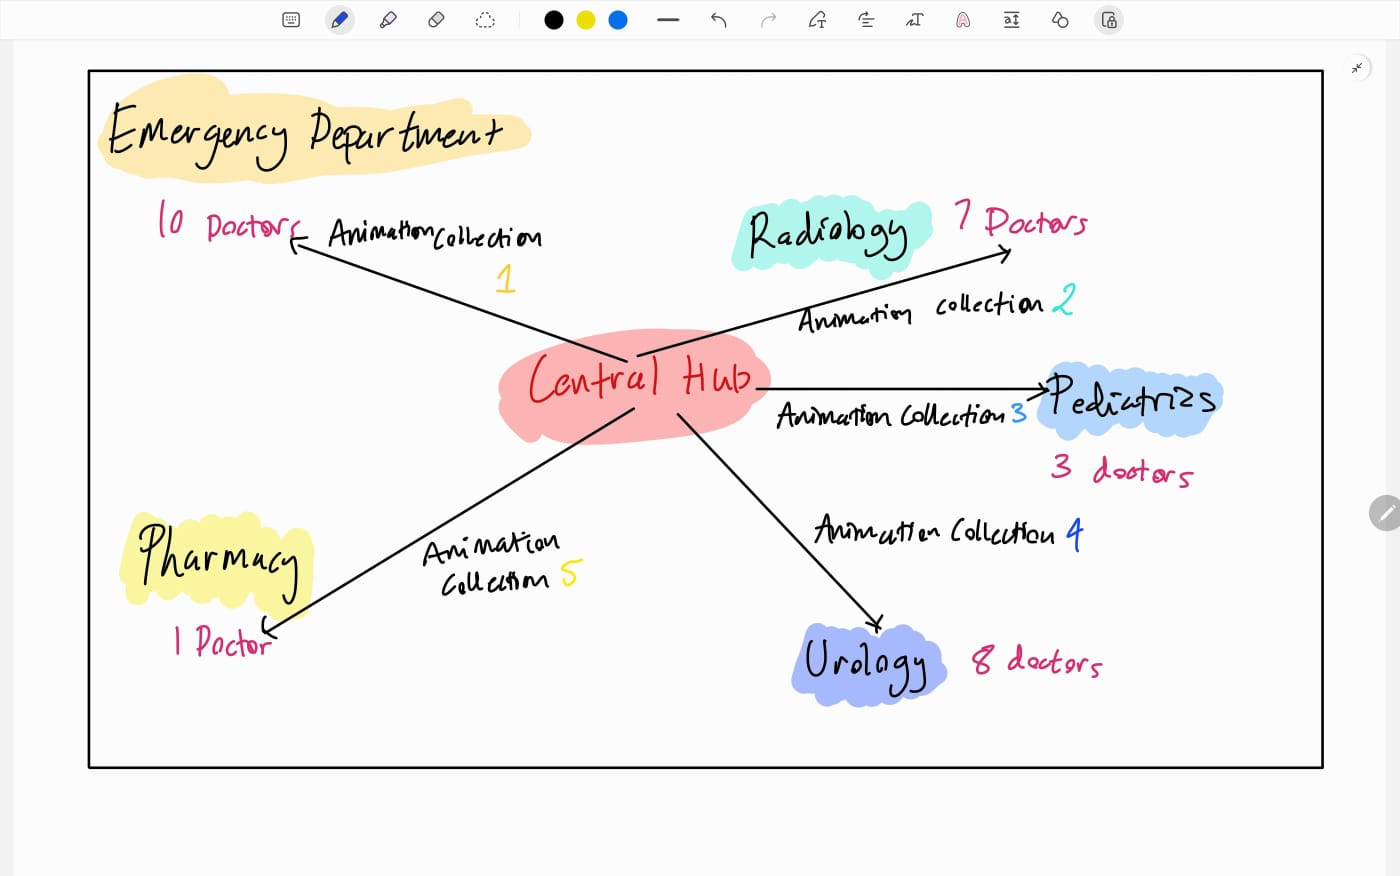 Emergency Department
10 Doctors
Animation Collection
1
Radiology
7 Doctors
Animation collection 2
Central Hub
Pediatrics
Animation Collection 3
3 doctors
Animation Collection 4
Pharmacy
1 Doctor
Animation
Collection 5
Urology
8 doctors